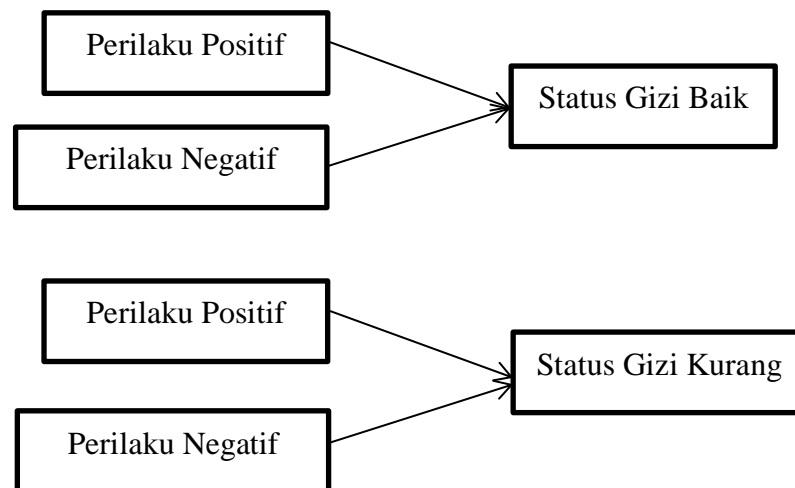 Perilaku Positif
Status Gizi Baik
Perilaku Negatif
Perilaku Positif
Status Gizi Kurang
Perilaku Negatif